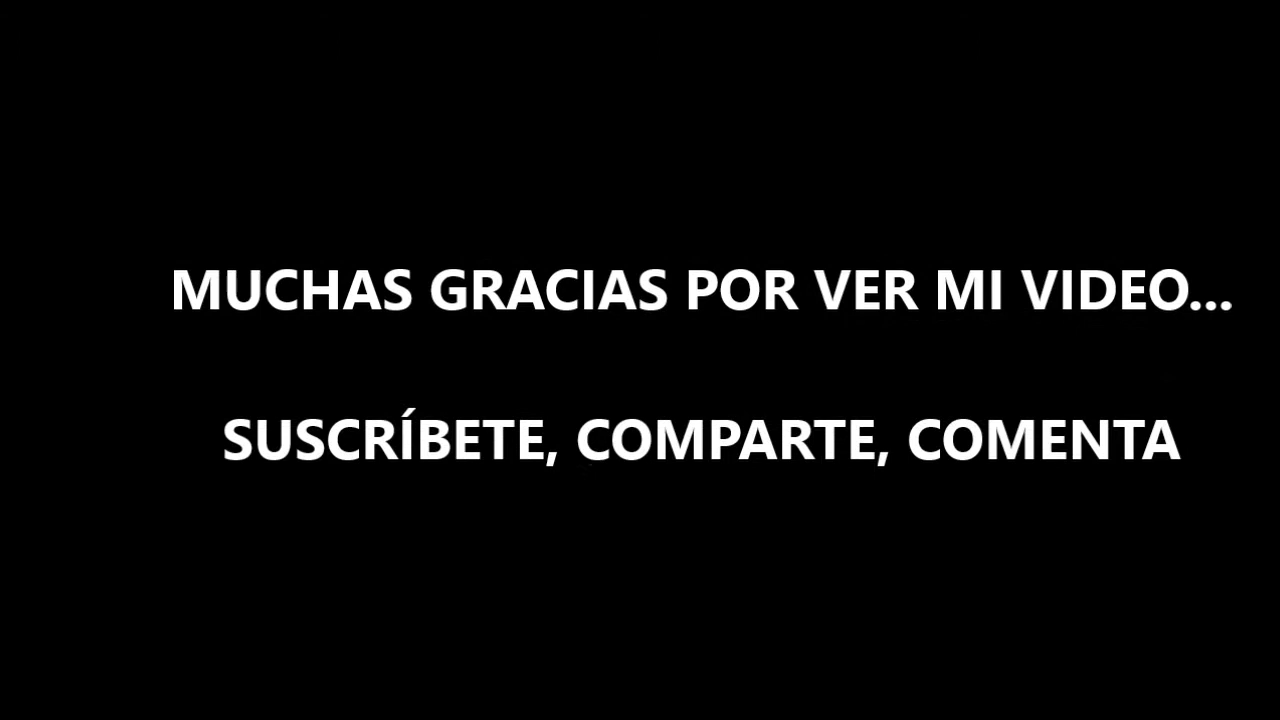 MUCHAS GRACIAS POR VER MI VIDEO...
SUSCRÍBETE, COMPARTE, COMENTA